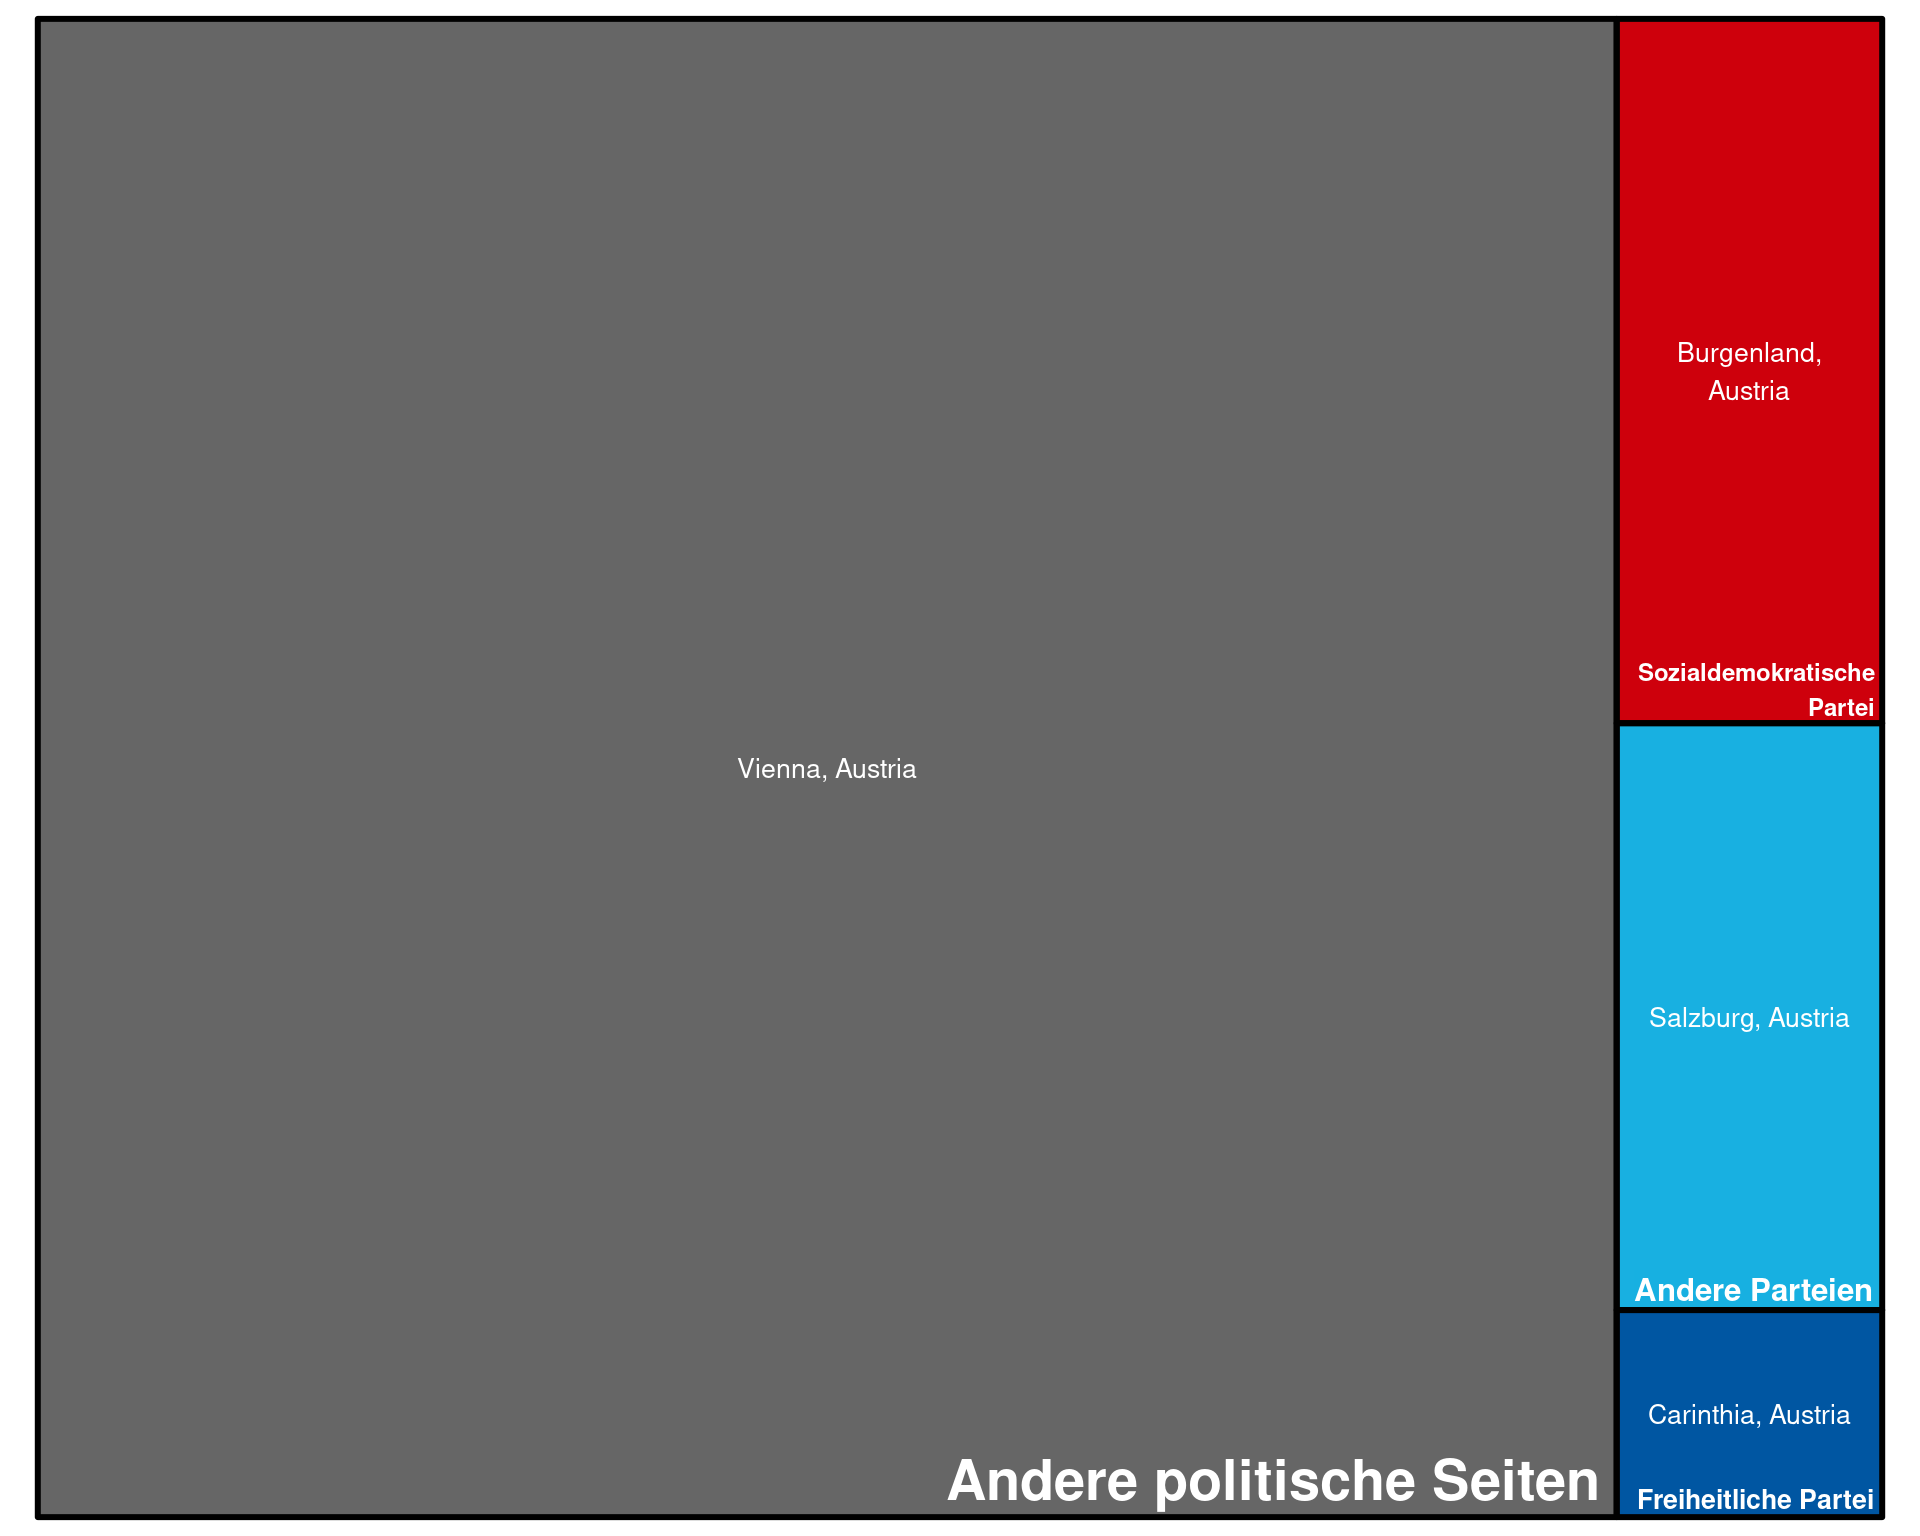 Vienna, Austria
Andere politische Seiten
Burgenland,
Austria
Sozialdemokratische
Partei
Salzburg, Austria
Andere Parteien
Carinthia, Austria
Freiheitliche Partei